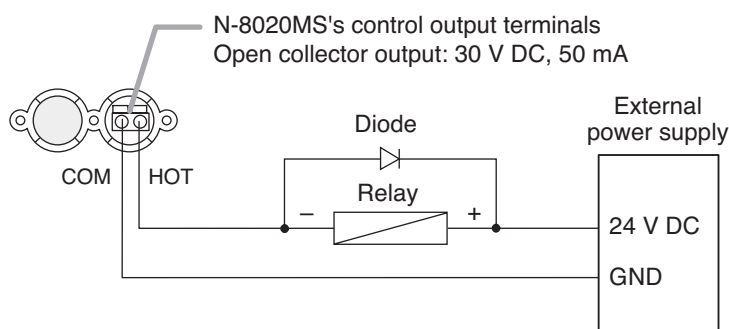 N-8020MS's control output terminals
Open collector output: 30 V DC, 50 mA
External
power supply
Diode
COM
HOT
Relay
–
+
24 V DC
GND